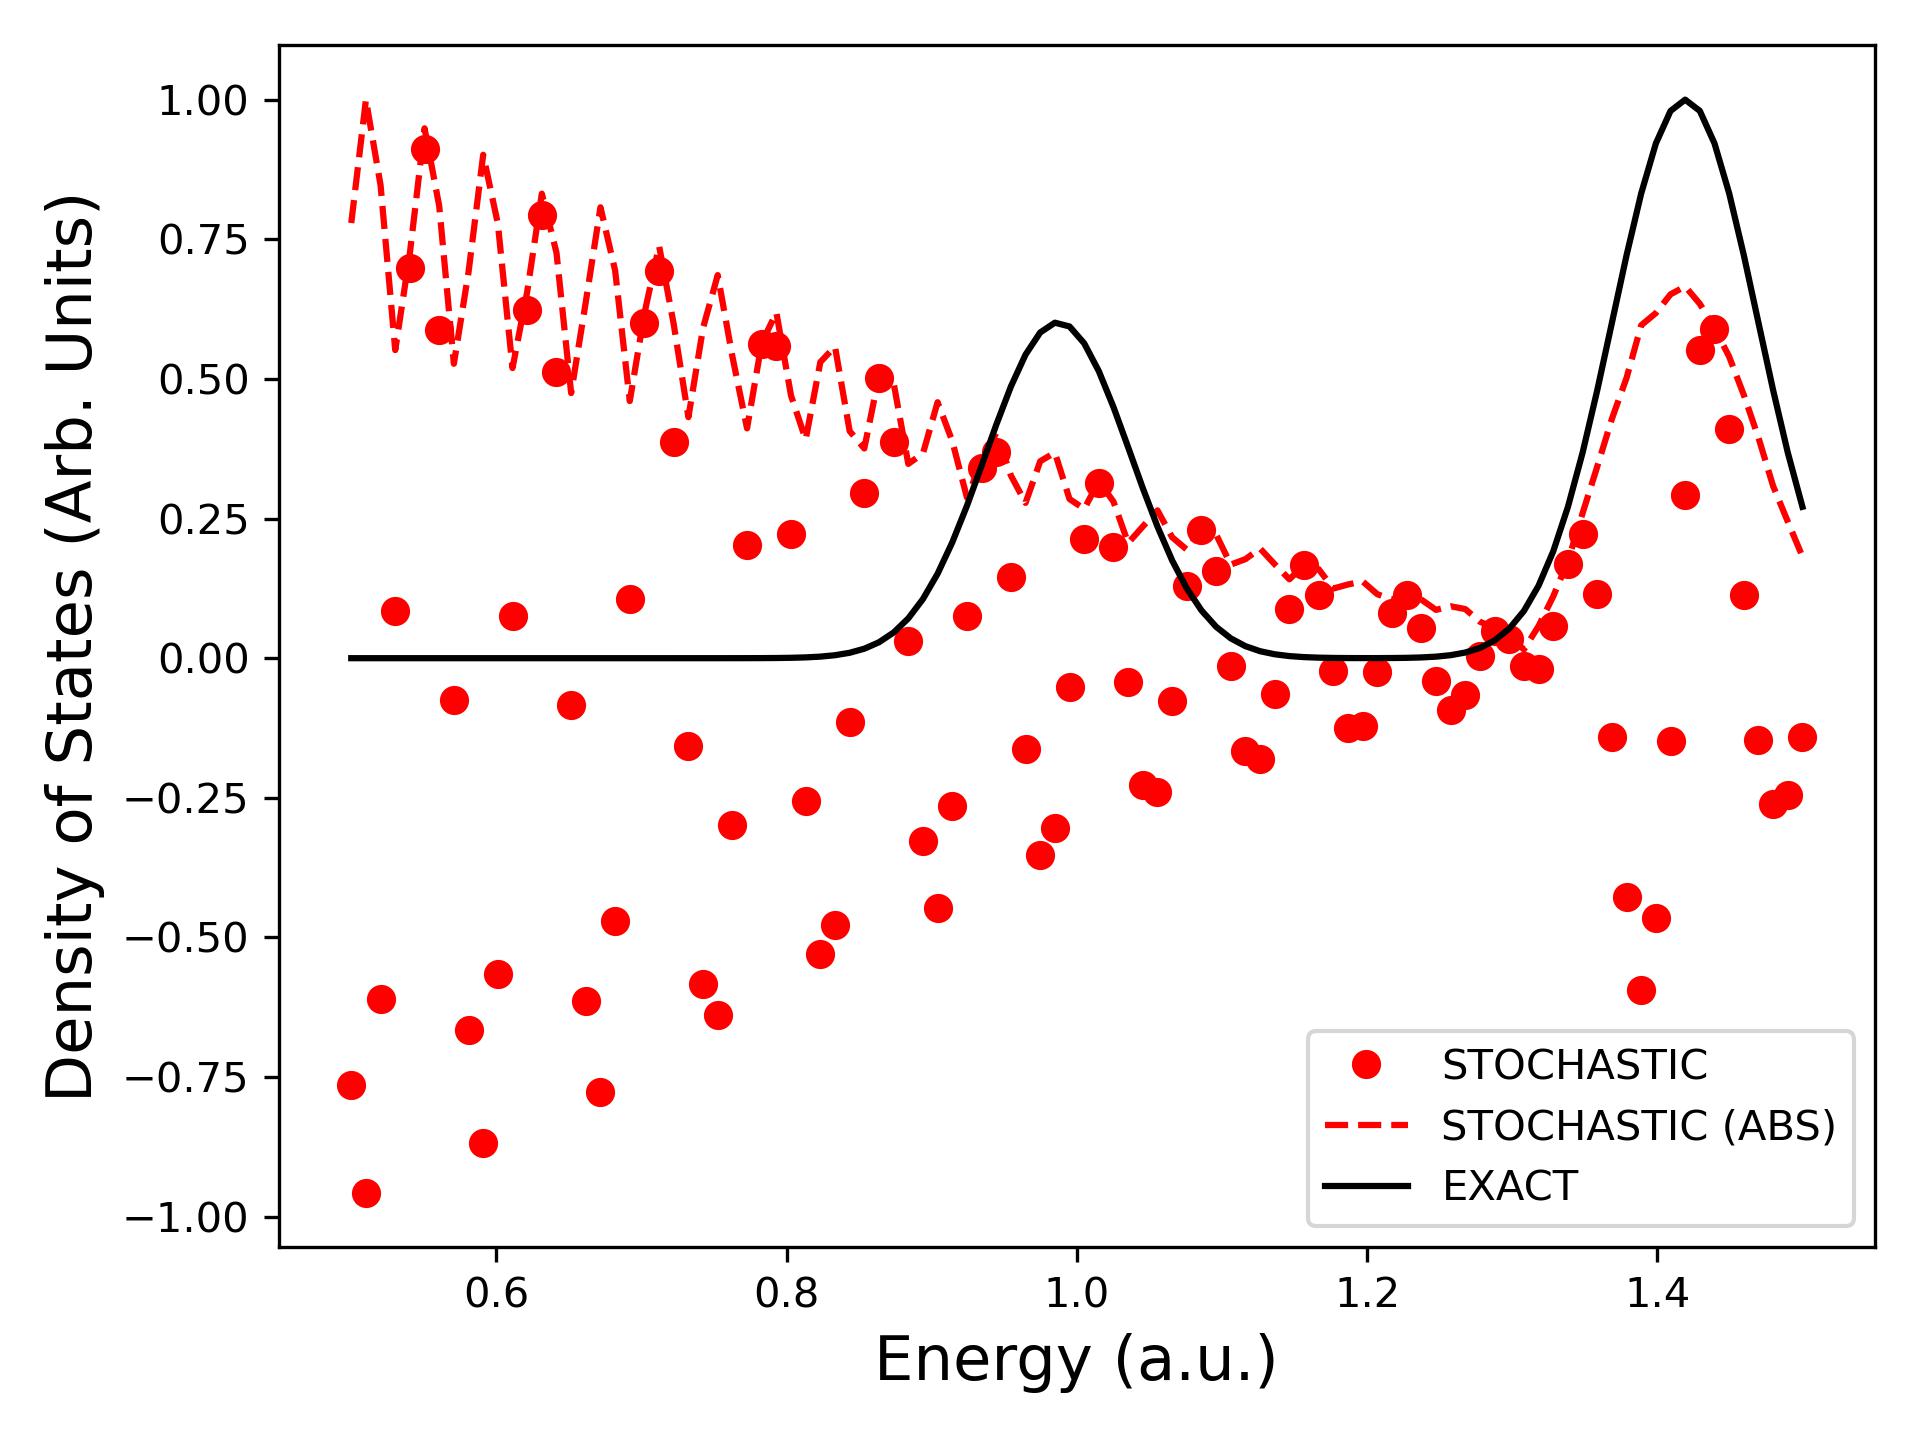 Density of States (Arb. Units)
1.00
0.75
0.50
0.25
0.00
−0.25
−0.50
−0.75
−1.00
STOCHASTIC
STOCHASTIC (ABS)
EXACT
0.6 0.8 1.0 1.2 1.4
Energy (a.u.)